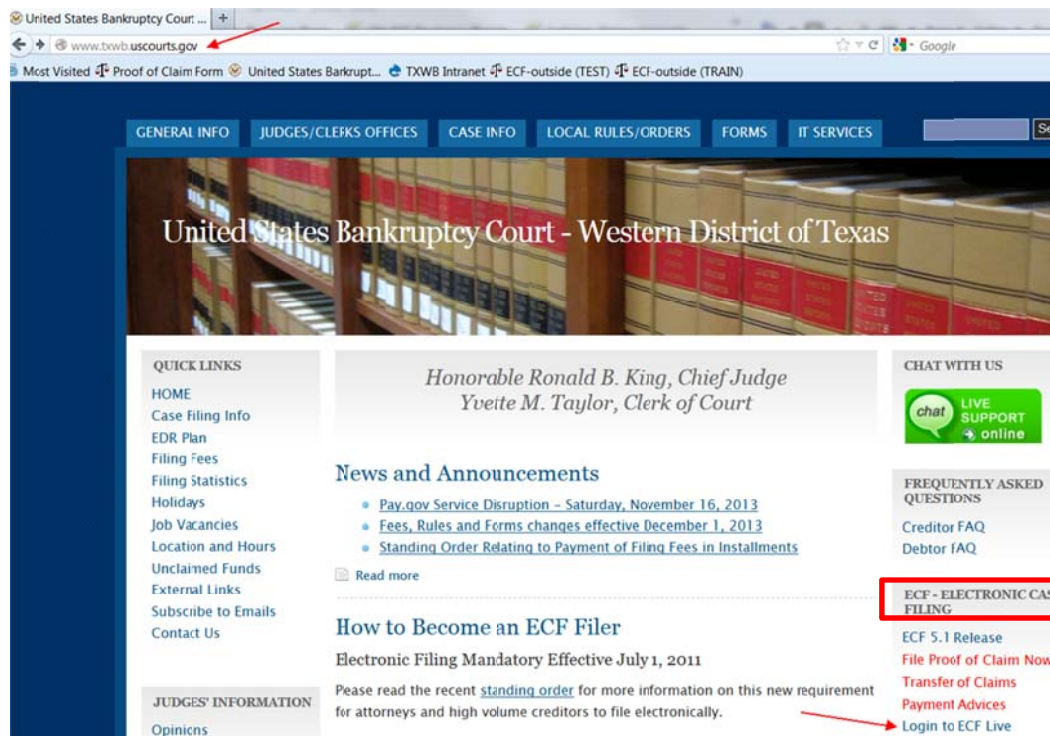 United States Bankruptcy Court ... +
www.txwb.uscourts.gov
Google
Most Visited Proof of Claim Form United States Bankrupt... TXWB Intranet ECF-outside (TEST) ECF-outside (TRAIN)
GENERAL INFO JUDGES/CLERKS OFFICES CASE INFO LOCAL RULES/ORDERS FORMS IT SERVICES Se
United States Bankruptcy Court - Western District of Texas
QUICK LINKS
HOME
Case Filing Info
EDR Plan
Filing Fees
Filing Statistics
Holidays
Job Vacancies
Location and Hours
Unclaimed Funds
External Links
Subscribe to Emails
Contact Us
JUDGES' INFORMATION
Opinions
Honorable Ronald B. King, Chief Judge
Yvette M. Taylor, Clerk of Court
News and Announcements
Pay.gov Service Disruption – Saturday, November 16, 2013
Fees, Rules and Forms changes effective December 1, 2013
Standing Order Relating to Payment of Filing Fees in Installments
Read more
How to Become an ECF Filer
Electronic Filing Mandatory Effective July 1, 2011
Please read the recent standing order for more information on this new requirement
for attorneys and high volume creditors to file electronically.
CHAT WITH US
chat
LIVE
SUPPORT
online
FREQUENTLY ASKED
QUESTIONS
Creditor FAQ
Debtor FAQ
ECF - ELECTRONIC CAS
FILING
ECF 5.1 Release
File Proof of Claim Now
Transfer of Claims
Payment Advices
Login to ECF Live